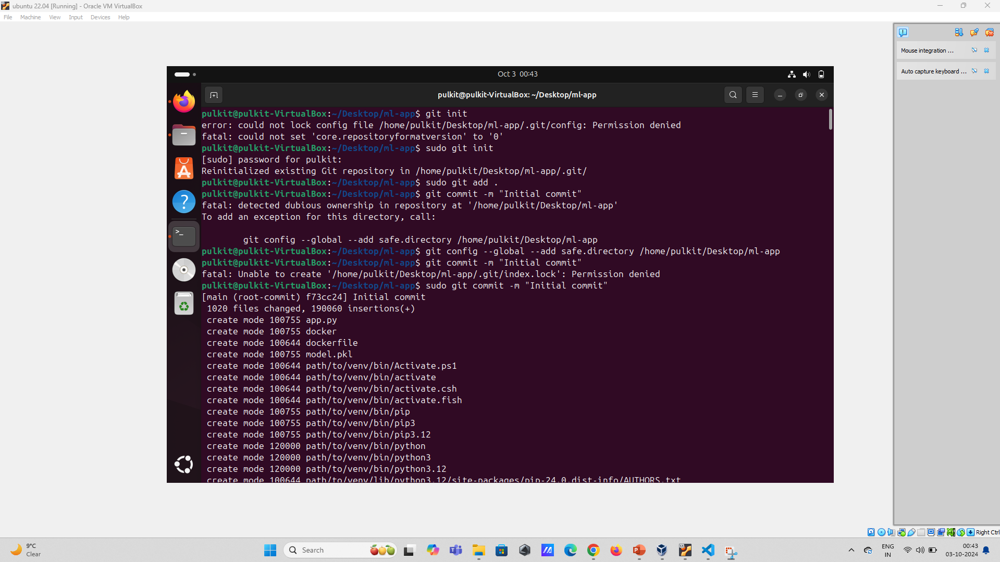 ubuntu 22.04 [Running] - Oracle VM VirtualBox
File Machine View Input Devices Help
Mouse integration ...
Auto capture keyboard ...
Oct 3 00:43
pulkit@pulkit-VirtualBox: ~/Desktop/ml-app
pulkit@pulkit-VirtualBox:~/Desktop/ml-app$ git init
error: could not lock config file /home/pulkit/Desktop/ml-app/.git/config: Permission denied
fatal: could not set 'core.repositoryformatversion' to '0'
pulkit@pulkit-VirtualBox:~/Desktop/ml-app$ sudo git init
[sudo] password for pulkit:
Reinitialized existing Git repository in /home/pulkit/Desktop/ml-app/.git/
pulkit@pulkit-VirtualBox:~/Desktop/ml-app$ sudo git add .
pulkit@pulkit-VirtualBox:~/Desktop/ml-app$ git commit -m "Initial commit"
fatal: detected dubious ownership in repository at '/home/pulkit/Desktop/ml-app'
To add an exception for this directory, call:
git config --global --add safe.directory /home/pulkit/Desktop/ml-app
pulkit@pulkit-VirtualBox:~/Desktop/ml-app$ git config --global --add safe.directory /home/pulkit/Desktop/ml-app
pulkit@pulkit-VirtualBox:~/Desktop/ml-app$ git commit -m "Initial commit"
fatal: Unable to create '/home/pulkit/Desktop/ml-app/.git/index.lock': Permission denied
pulkit@pulkit-VirtualBox:~/Desktop/ml-app$ sudo git commit -m "Initial commit"
[main (root-commit) f73cc24] Initial commit
1020 files changed, 190060 insertions(+)
create mode 100755 app.py
create mode 100755 docker
create mode 100644 dockerfile
create mode 100755 model.pkl
create mode 100644 path/to/venv/bin/Activate.ps1
create mode 100644 path/to/venv/bin/activate
create mode 100644 path/to/venv/bin/activate.csh
create mode 100644 path/to/venv/bin/activate.fish
create mode 100755 path/to/venv/bin/pip
create mode 100755 path/to/venv/bin/pip3
create mode 100755 path/to/venv/bin/pip3.12
create mode 120000 path/to/venv/bin/python
create mode 120000 path/to/venv/bin/python3
create mode 120000 path/to/venv/bin/python3.12
create mode 100644 path/to/venv/lib/python3.12/site-packages/pip-24.0.dist-info/AUTHORS.txt
Right Ctrl
9°C
Clear
Search
ENG
IN
00:43
03-10-2024